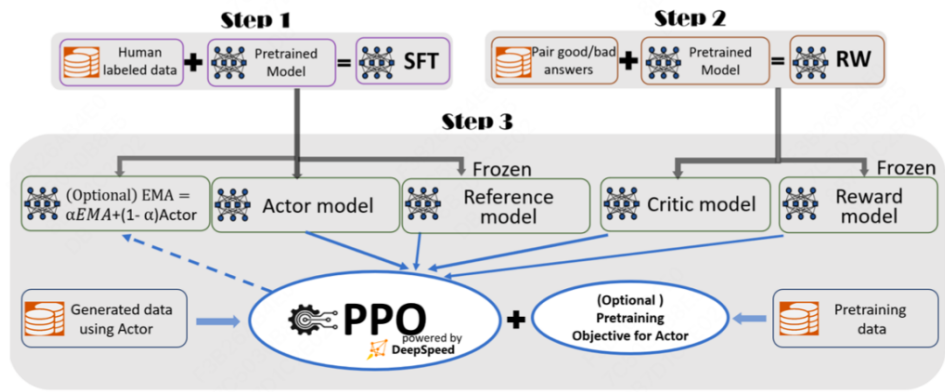 Step 1
Step 2
Human
labeled data
+
Pretrained
Model
=
SFT
Pair good/bad
answers
+
Pretrained
Model
=
RW
Step 3
Frozen
Frozen
(Optional) EMA =
αEMA+(1- α)Actor
Actor model
Reference
model
Critic model
Reward
model
Generated data
using Actor
PPO
powered by
DeepSpeed
+
(Optional )
Pretraining
Objective for Actor
Pretraining
data